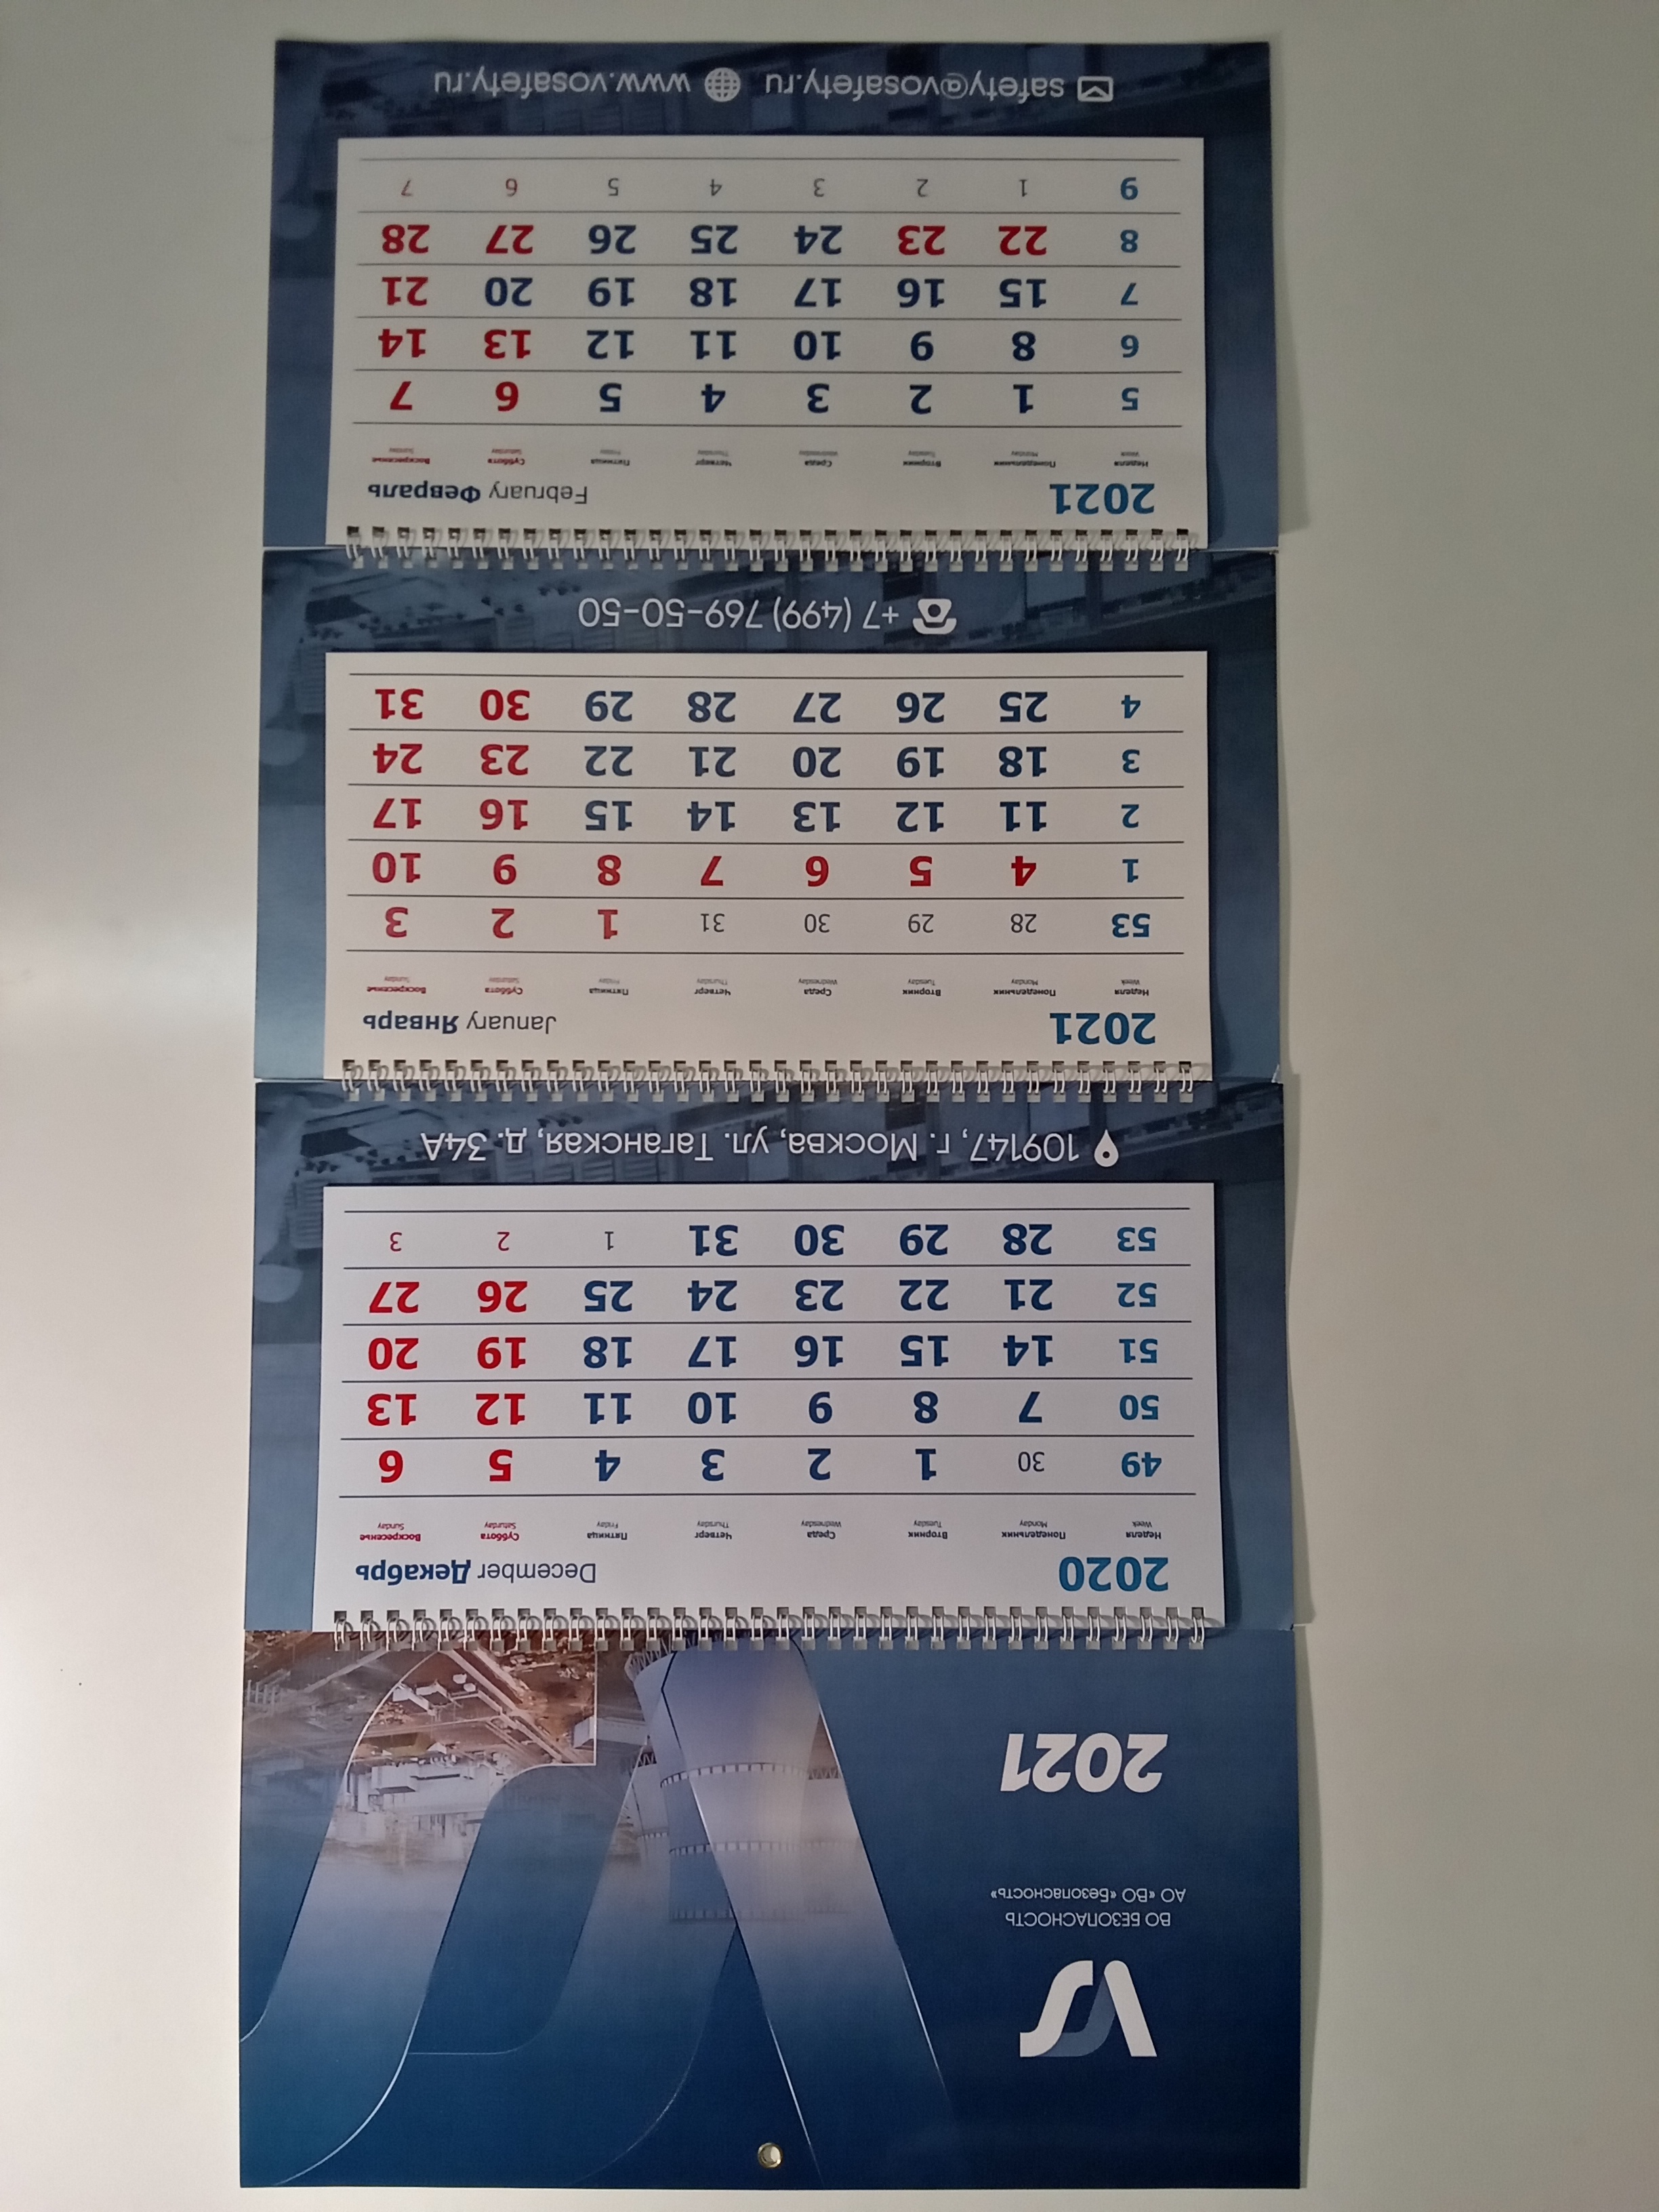 VS
ВО БЕЗОПАСНОСТЬ
АО «ВО «Безопасность»
2021
2020 December Декабрь
Неделя Понедельник Вторник Среда Четверг Пятница Суббота Воскресенье
Week Monday Tuesday Wednesday Thursday Friday Saturday Sunday
49 30 1 2 3 4 5 6
50 7 8 9 10 11 12 13
51 14 15 16 17 18 19 20
52 21 22 23 24 25 26 27
53 28 29 30 31 1 2 3
109147, г. Москва, ул. Таганская, д. 34А
2021 January Январь
Неделя Понедельник Вторник Среда Четверг Пятница Суббота Воскресенье
Week Monday Tuesday Wednesday Thursday Friday Saturday Sunday
53 28 29 30 31 1 2 3
1 4 5 6 7 8 9 10
2 11 12 13 14 15 16 17
3 18 19 20 21 22 23 24
4 25 26 27 28 29 30 31
+7 (499) 769-50-50
2021 February Февраль
Неделя Понедельник Вторник Среда Четверг Пятница Суббота Воскресенье
Week Monday Tuesday Wednesday Thursday Friday Saturday Sunday
5 1 2 3 4 5 6 7
6 8 9 10 11 12 13 14
7 15 16 17 18 19 20 21
8 22 23 24 25 26 27 28
9 1 2 3 4 5 6 7
safety@vosafety.ru www.vosafety.ru